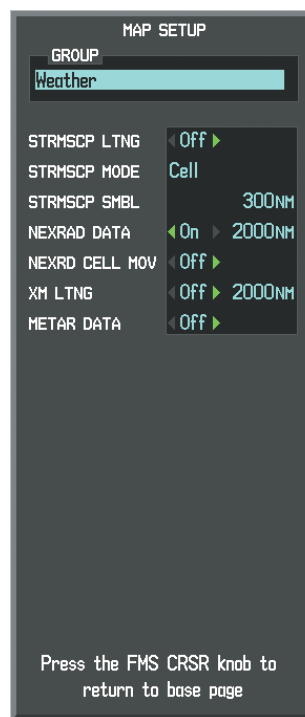 MAP SETUP
GROUP
Weather
STRMSCP LTNG Off
STRMSCP MODE Cell
STRMSCP SMBL 300NM
NEXRAD DATA On 2000NM
NEXRD CELL MOV Off
XM LTNG Off 2000NM
METAR DATA Off
Press the FMS CRSR knob to
return to base page